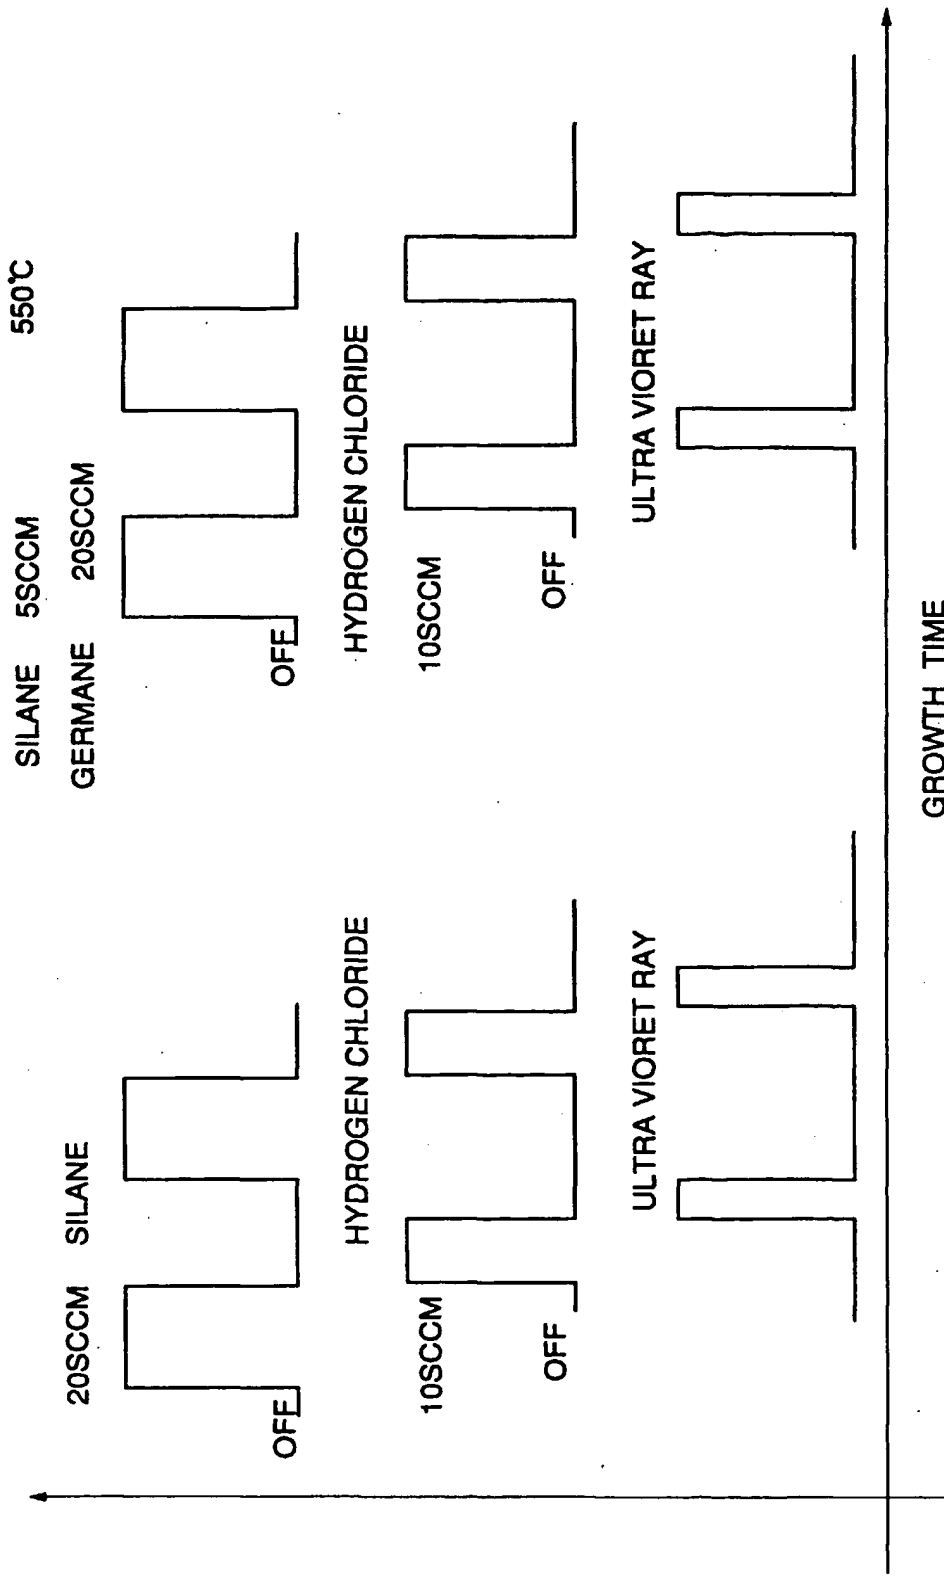 20SCCM SILANE
OFF
HYDROGEN CHLORIDE
10SCCM
OFF
ULTRA VIORET RAY
SILANE 5SCCM 550℃
GERMANE 20SCCM
OFF
HYDROGEN CHLORIDE
10SCCM
OFF
ULTRA VIORET RAY
GROWTH TIME